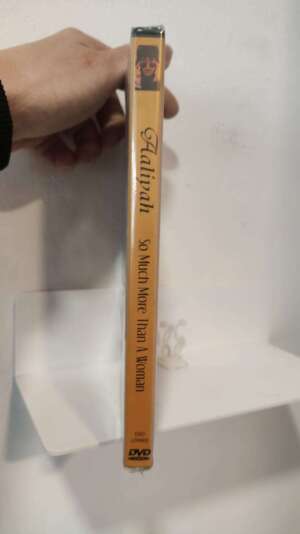 Aaliyah
So Much More Than A Woman
DVD